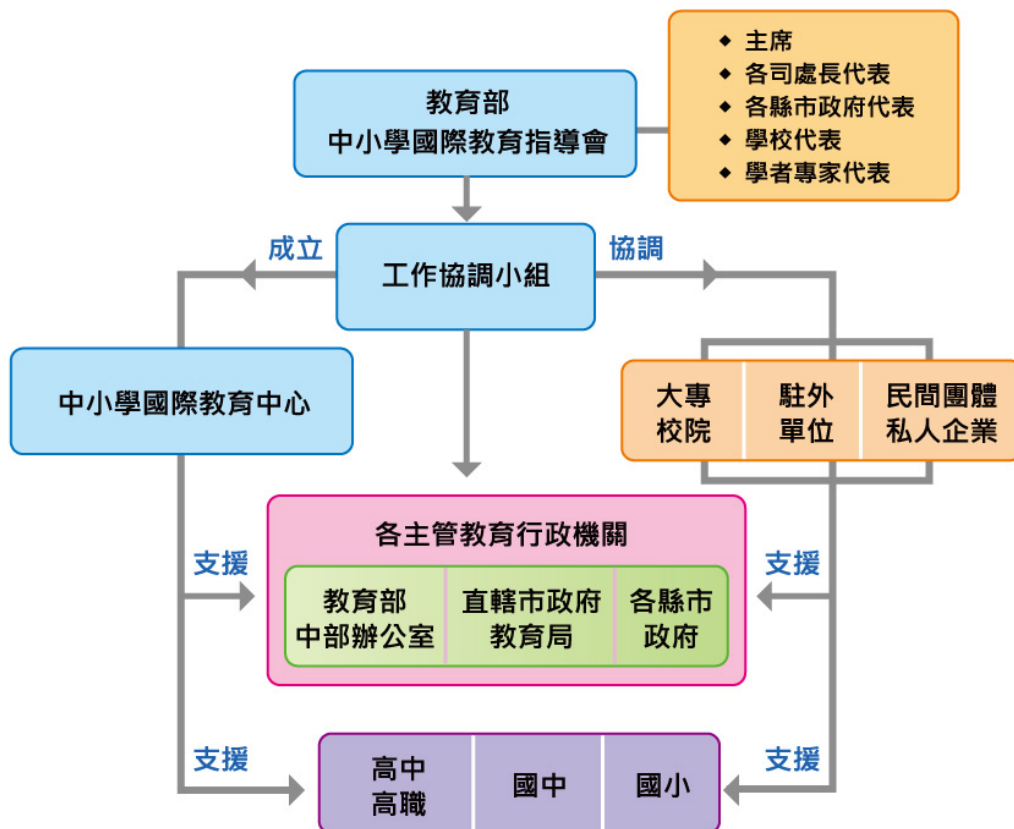 教育部
中小學國際教育指導會
◆ 主席
◆ 各司處長代表
◆ 各縣市政府代表
◆ 學校代表
◆ 學者專家代表
成立
工作協調小組
協調
中小學國際教育中心
大專
校院
駐外
單位
民間團體
私人企業
各主管教育行政機關
支援
教育部
中部辦公室
直轄市政府
教育局
各縣市
政府
支援
支援
高中
高職
國中
國小
支援